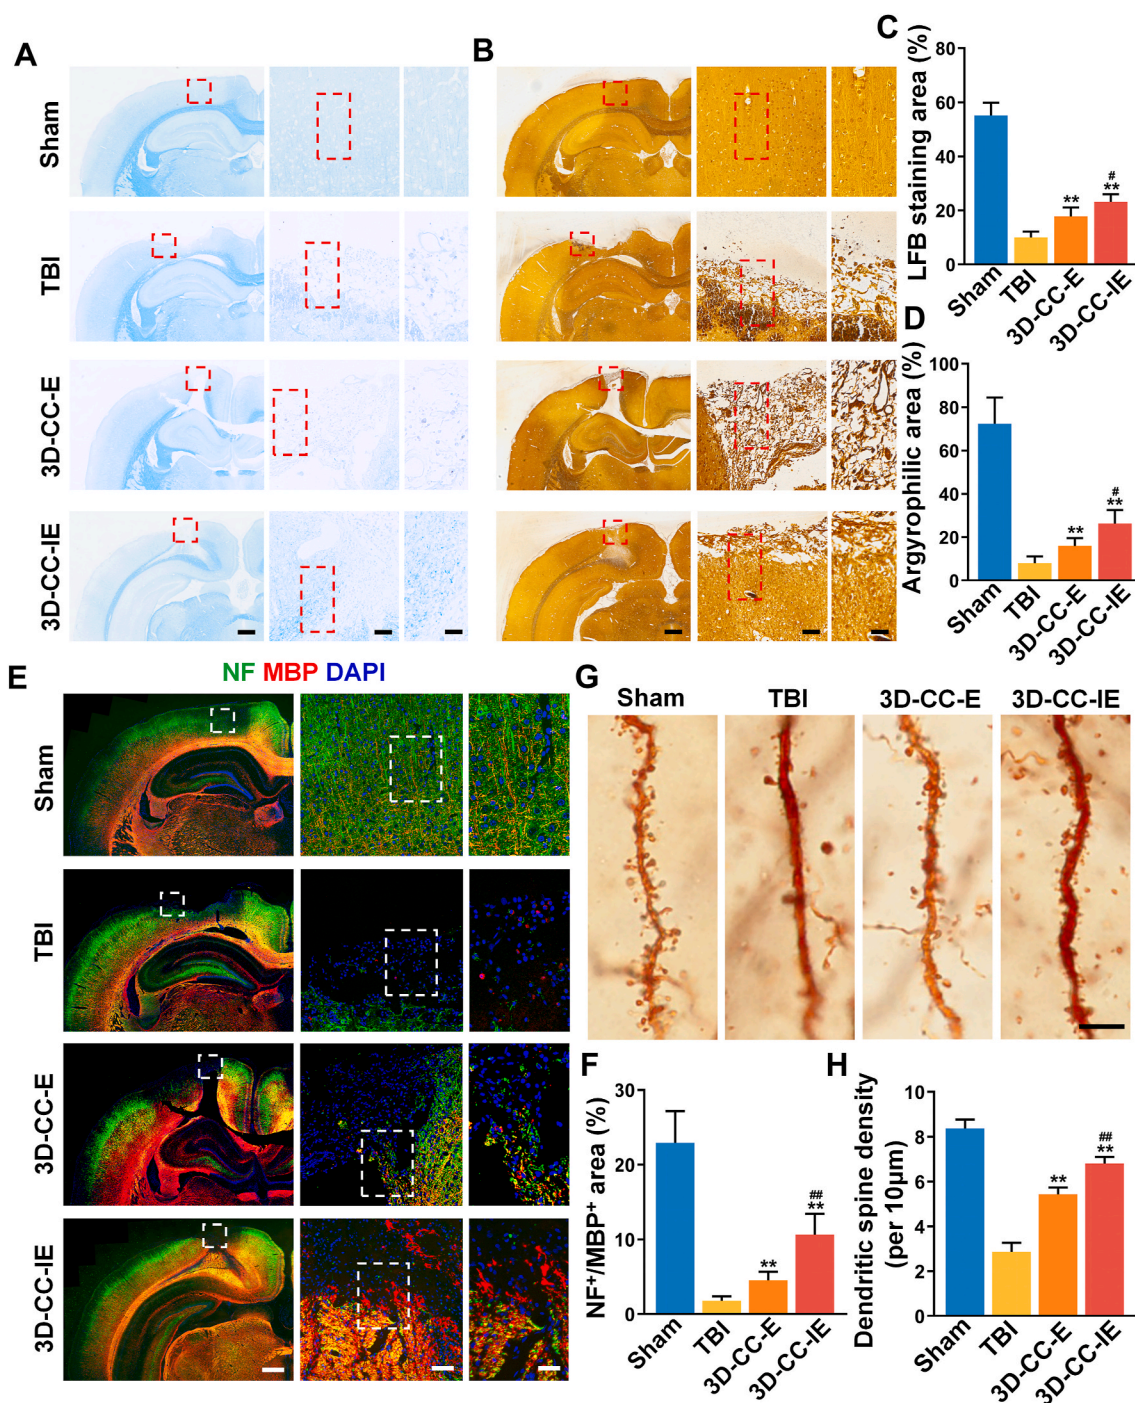 A
Sham
TBI
3D-CC-E
3D-CC-IE
B
C
LFB staining area (%)
80
60
40
20
0
**
#
**
Sham
TBI
3D-CC-E
3D-CC-IE
D
Argyrophilic area (%)
100
80
60
40
20
0
**
#
**
Sham
TBI
3D-CC-E
3D-CC-IE
E
NF MBP DAPI
Sham
TBI
3D-CC-E
3D-CC-IE
G
Sham
TBI
3D-CC-E
3D-CC-IE
F
NF⁺/MBP⁺ area (%)
30
20
10
0
**
##
**
Sham
TBI
3D-CC-E
3D-CC-IE
H
Dendritic spine density
(per 10μm)
10
8
6
4
2
0
**
##
**
Sham
TBI
3D-CC-E
3D-CC-IE